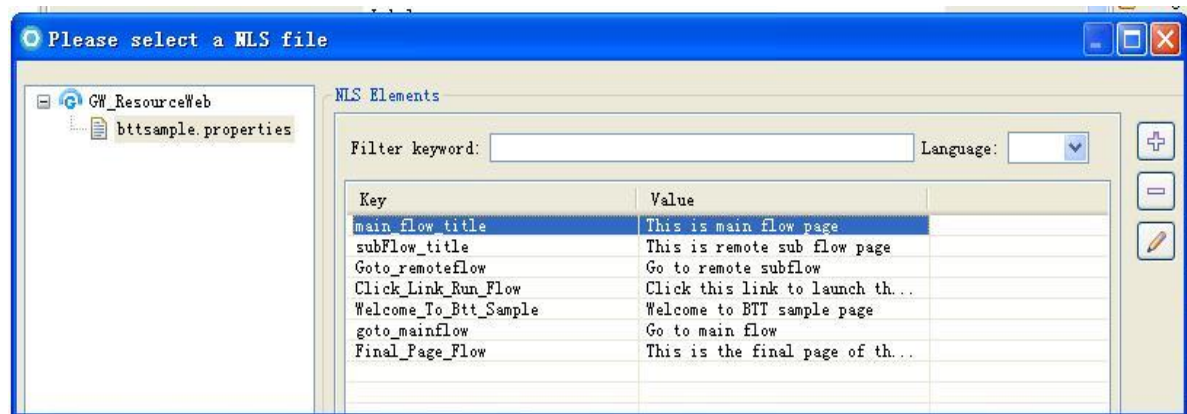 Please select a NLS file
GW_ResourceWeb
bttsample.properties
NLS Elements
Filter keyword:
Language:
Key Value
main_flow_title This is main flow page
subFlow_title This is remote sub flow page
Goto_remoteflow Go to remote subflow
Click_Link_Run_Flow Click this link to launch th...
Welcome_To_Btt_Sample Welcome to BTT sample page
goto_mainflow Go to main flow
Final_Page_Flow This is the final page of th...